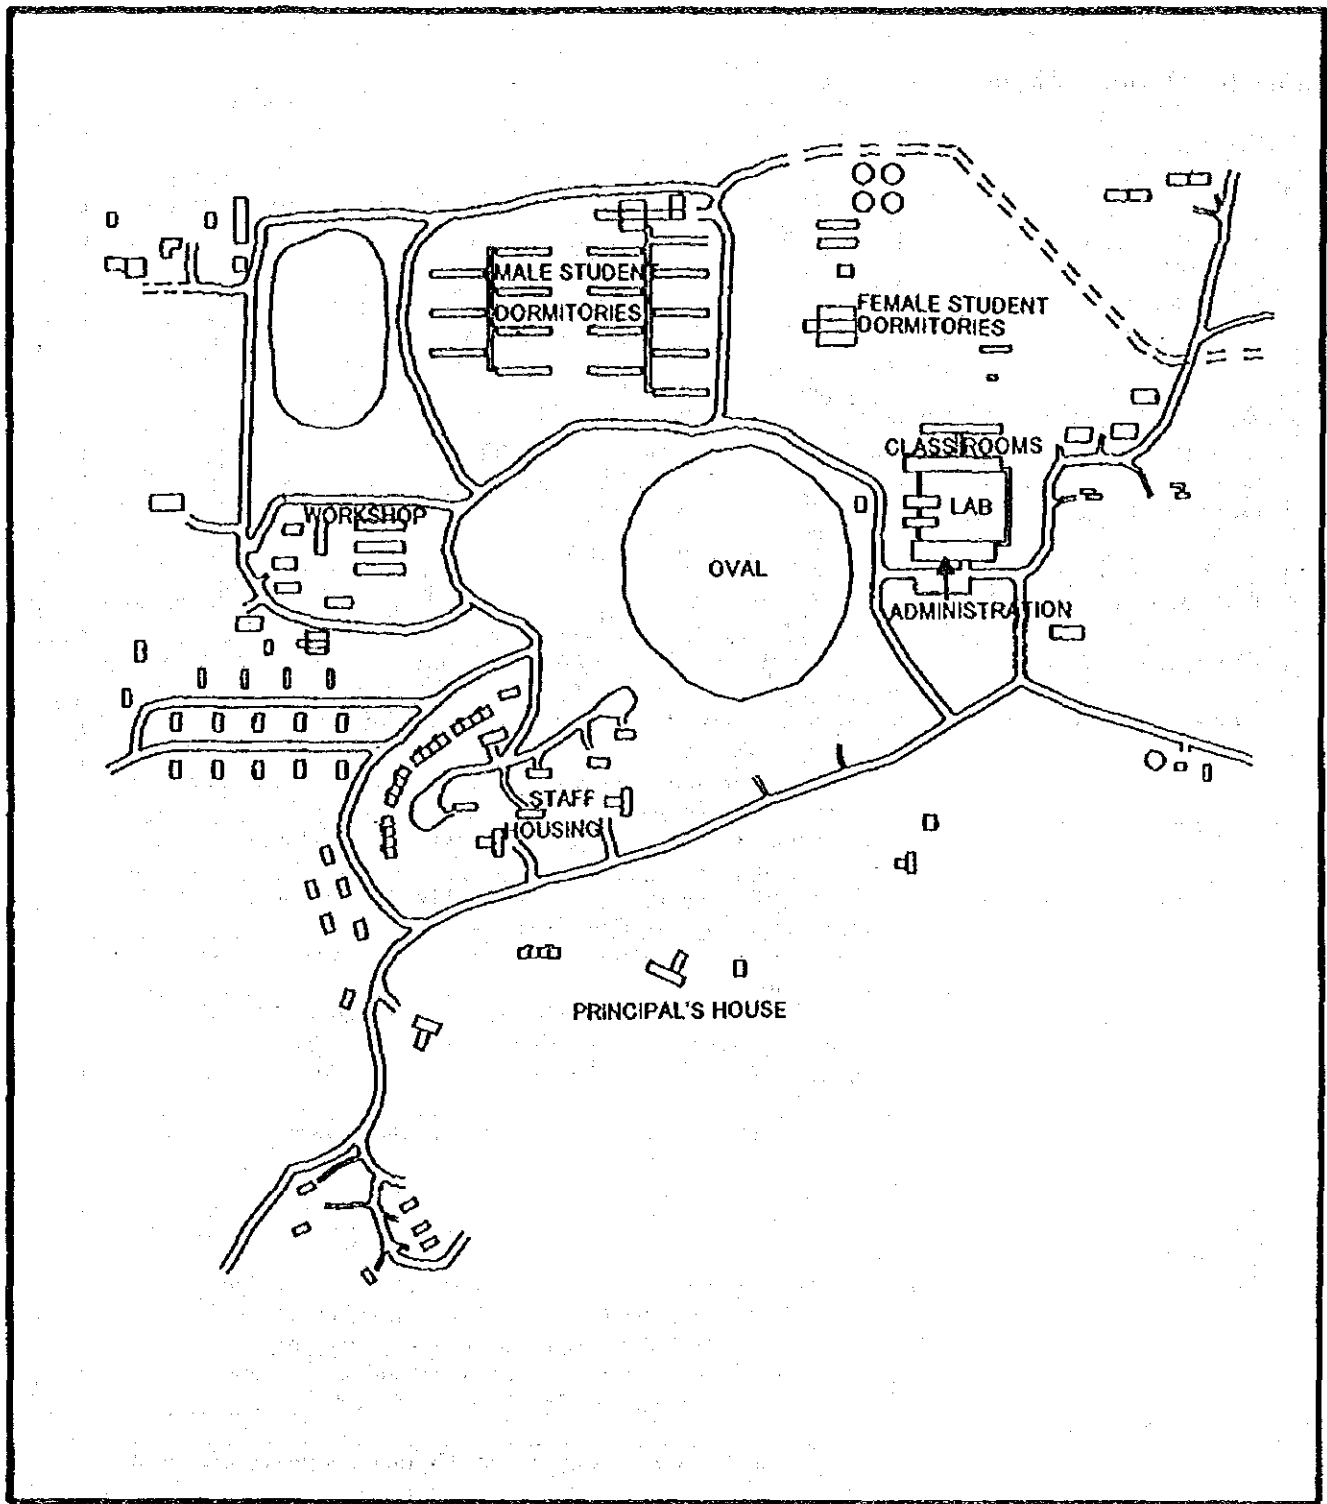 MALE STUDENT
DORMITORIES
FEMALE STUDENT
DORMITORIES
CLASSROOMS
LAB
WORKSHOP
OVAL
ADMINISTRATION
STAFF
HOUSING
PRINCIPAL'S HOUSE